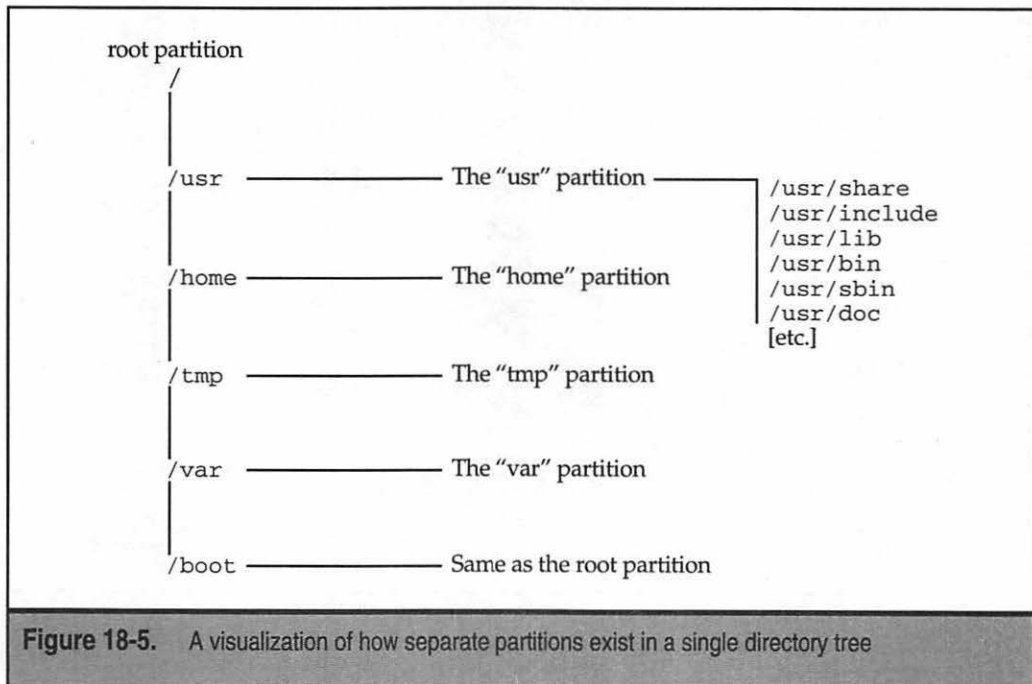 root partition
/
/usr The “usr” partition
/usr/share
/usr/include
/usr/lib
/usr/bin
/usr/sbin
/usr/doc
[etc.]
/home The “home” partition
/tmp The “tmp” partition
/var The “var” partition
/boot Same as the root partition
Figure 18-5. A visualization of how separate partitions exist in a single directory tree